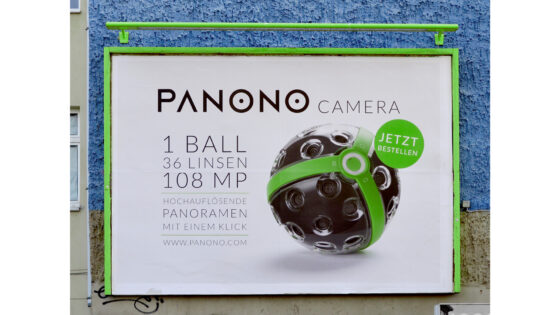 PANONO CAMERA
1 BALL
36 LINSEN
108 MP
HOCHAUFLÖSENDE
PANORAMEN
MIT EINEM KLICK
WWW.PANONO.COM
JETZT
BESTELLEN